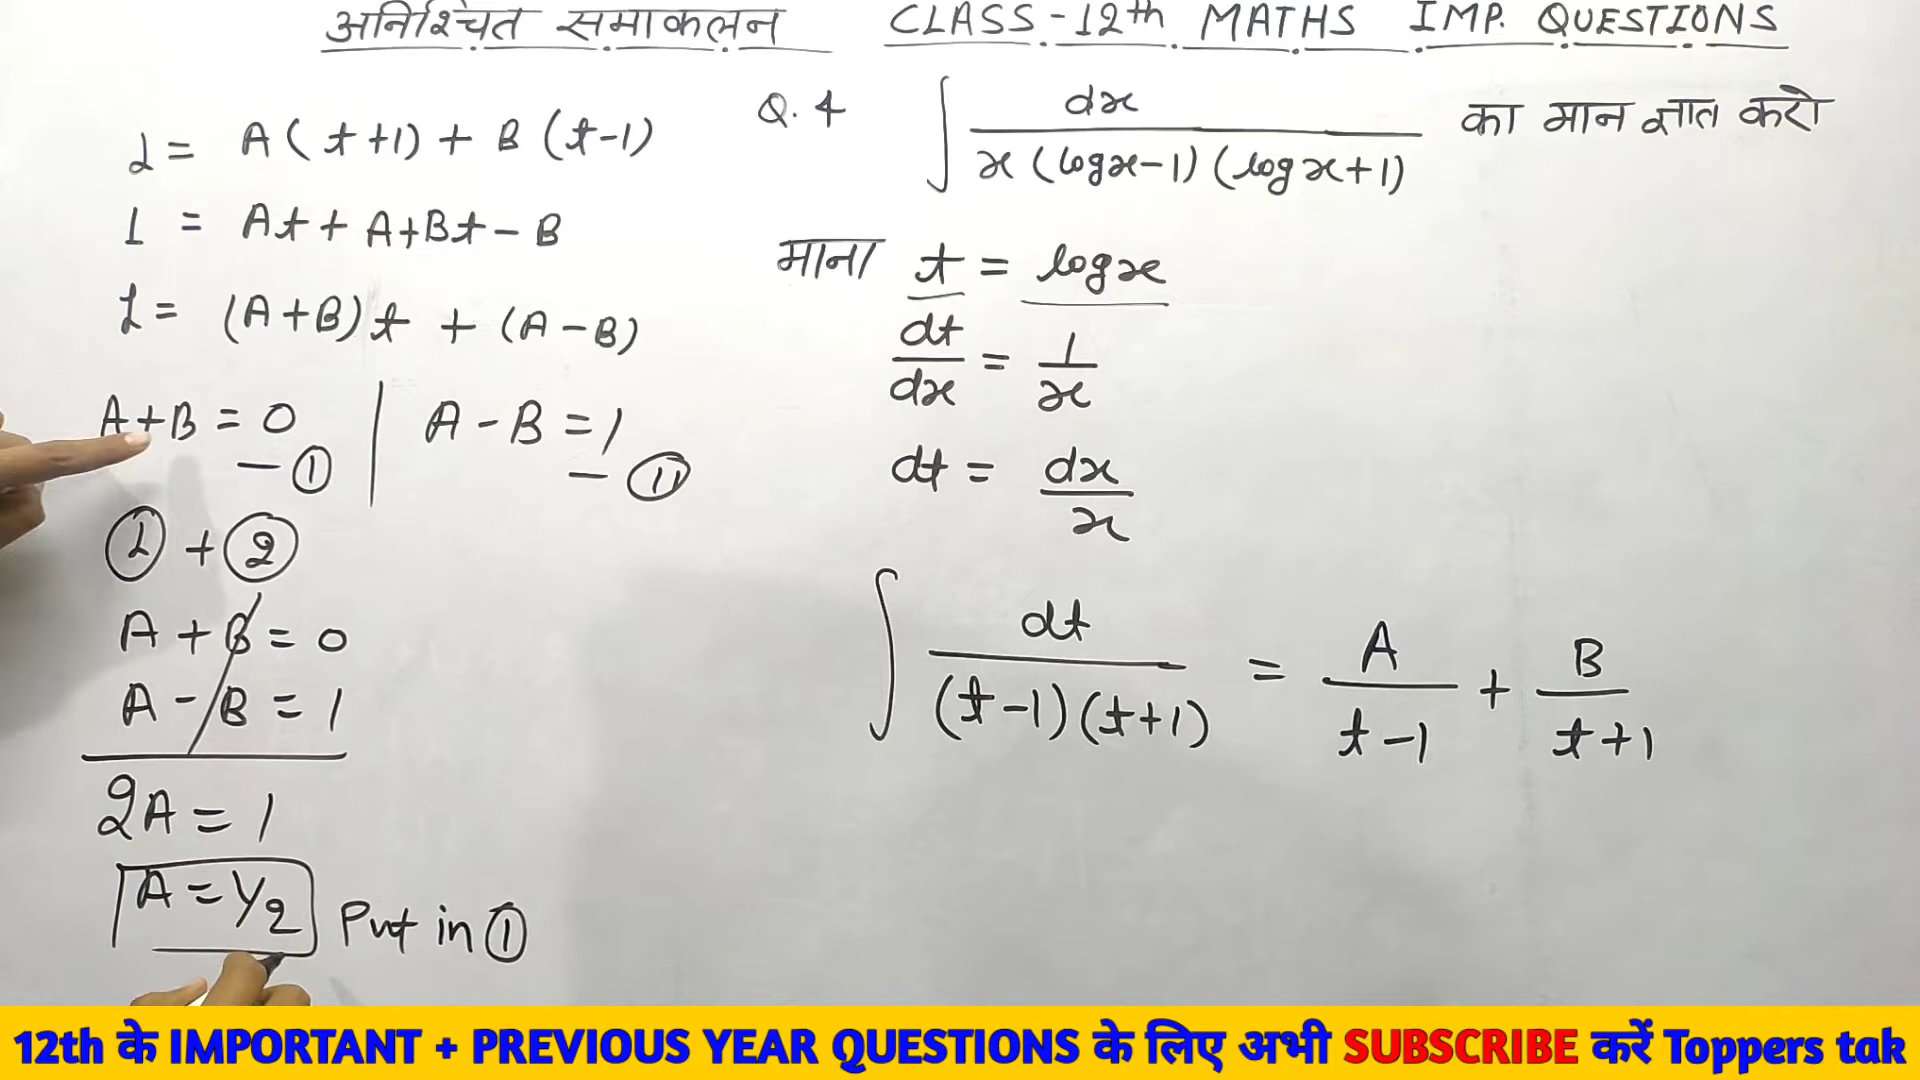 अनिश्चित समाकलन CLASS-12th MATHS IMP. QUESTIONS
Q. 4 ∫ dx / x(logx-1)(logx+1) का मान ज्ञात करो
माना t = logx
dt/dx = 1/x
dt = dx/x
∫ dt / (t-1)(t+1) = A/t-1 + B/t+1
1 = A(t+1) + B(t-1)
1 = At + A+Bt - B
1 = (A+B)t + (A-B)
A+B = 0 - ① | A-B = 1 - ⑪
① + ②
A + B = 0
A - B = 1
2A = 1
A = 1/2 Put in ①
12th के IMPORTANT + PREVIOUS YEAR QUESTIONS के लिए अभी SUBSCRIBE करें Toppers tak